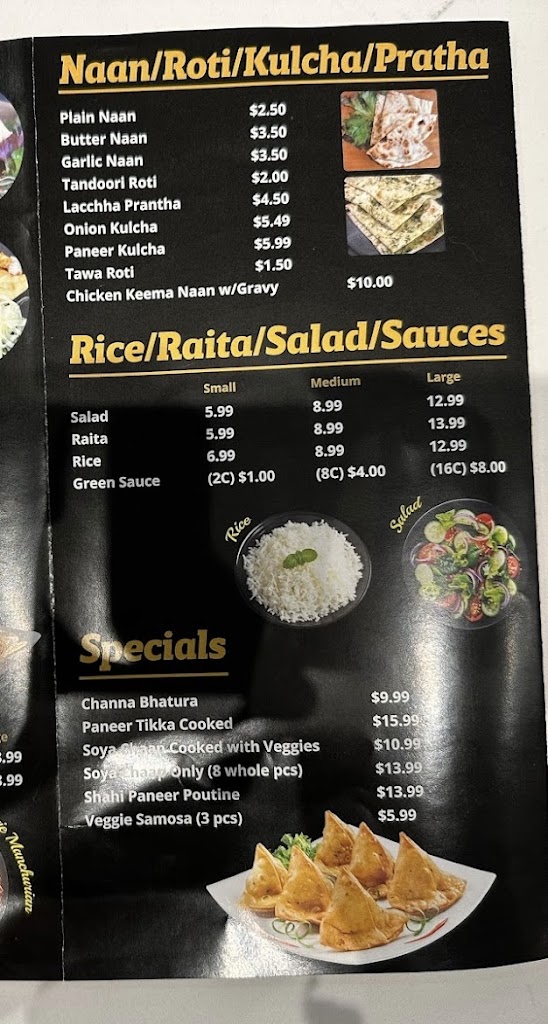 Naan/Roti/Kulcha/Pratha
Plain Naan $2.50
Butter Naan $3.50
Garlic Naan $3.50
Tandoori Roti $2.00
Lacchha Prantha $4.50
Onion Kulcha $5.49
Paneer Kulcha $5.99
Tawa Roti $1.50
Chicken Keema Naan w/Gravy $10.00
Rice/Raita/Salad/Sauces
Small Medium Large
Salad 5.99 8.99 12.99
Raita 5.99 8.99 13.99
Rice 6.99 8.99 12.99
Green Sauce (2C) $1.00 (8C) $4.00 (16C) $8.00
Rice
Salad
Specials
Channa Bhatura $9.99
Paneer Tikka Cooked $15.99
Soya Chaap Cooked with Veggies $10.99
Soya Chaap Only (8 whole pcs) $13.99
Shahi Paneer Poutine $13.99
Veggie Samosa (3 pcs) $5.99
.99
.99
Manchurian